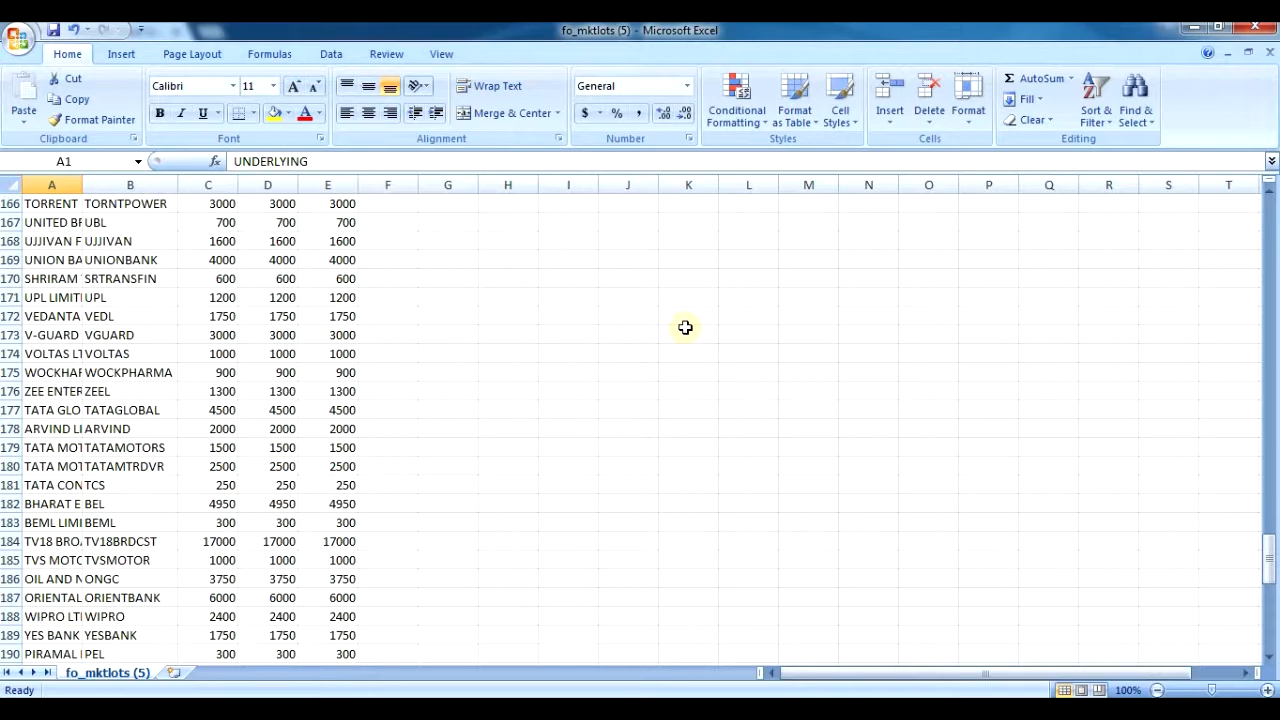 fo_mktlots (5) - Microsoft Excel
Home Insert Page Layout Formulas Data Review View
Paste
Cut
Copy
Format Painter
Clipboard
Calibri 11
B I U
Font
Wrap Text
Merge & Center
Alignment
General
$ % ,
Number
Conditional Formatting
Format as Table
Cell Styles
Styles
Insert Delete Format
Cells
AutoSum
Fill
Clear
Sort & Filter
Find & Select
Editing
A1 fx UNDERLYING
A B C D E F G H I J K L M N O P Q R S T
166 TORRENT TORNTPOWER 3000 3000 3000
167 UNITED BF UBL 700 700 700
168 UJJIVAN F UJJIVAN 1600 1600 1600
169 UNION BA UNIONBANK 4000 4000 4000
170 SHRIRAM SRTRANSFIN 600 600 600
171 UPL LIMIT UPL 1200 1200 1200
172 VEDANTA VEDL 1750 1750 1750
173 V-GUARD VGUARD 3000 3000 3000
174 VOLTAS LT VOLTAS 1000 1000 1000
175 WOCKHAR WOCKPHARMA 900 900 900
176 ZEE ENTER ZEEL 1300 1300 1300
177 TATA GLO TATAGLOBAL 4500 4500 4500
178 ARVIND LI ARVIND 2000 2000 2000
179 TATA MOT TATAMOTORS 1500 1500 1500
180 TATA MOT TATAMTRDVR 2500 2500 2500
181 TATA CON TCS 250 250 250
182 BHARAT E BEL 4950 4950 4950
183 BEML LIMI BEML 300 300 300
184 TV18 BRO TV18BRDCST 17000 17000 17000
185 TVS MOTC TVSMOTOR 1000 1000 1000
186 OIL AND N ONGC 3750 3750 3750
187 ORIENTAL ORIENTBANK 6000 6000 6000
188 WIPRO LTI WIPRO 2400 2400 2400
189 YES BANK YESBANK 1750 1750 1750
190 PIRAMAL PEL 300 300 300
fo_mktlots (5)
Ready 100%